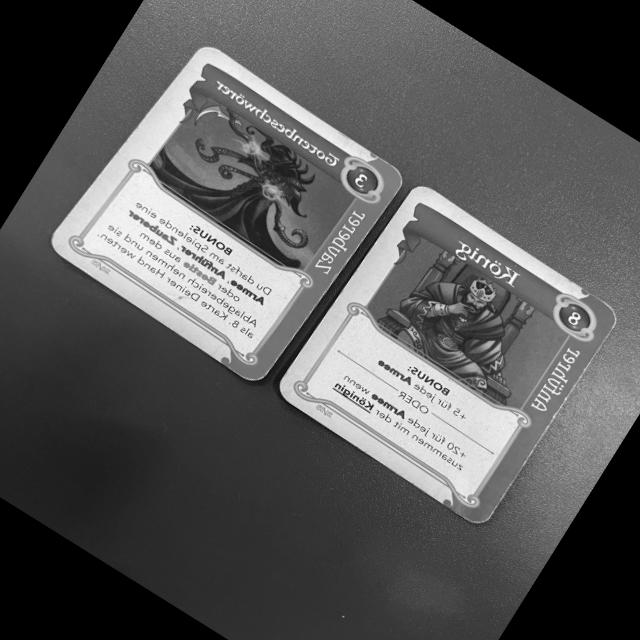 3
Totenbeschwörer
Zauberer
BONUS:
Du darfst am Spielende eine
Armee, Anführer, Zauberer
oder Bestie aus dem
Ablagebereich nehmen und sie
als 8. Karte Deiner Hand werten.
8
König
Anführer
BONUS:
+5 für jede Armee
ODER
+20 für jede Armee wenn
zusammen mit der Königin